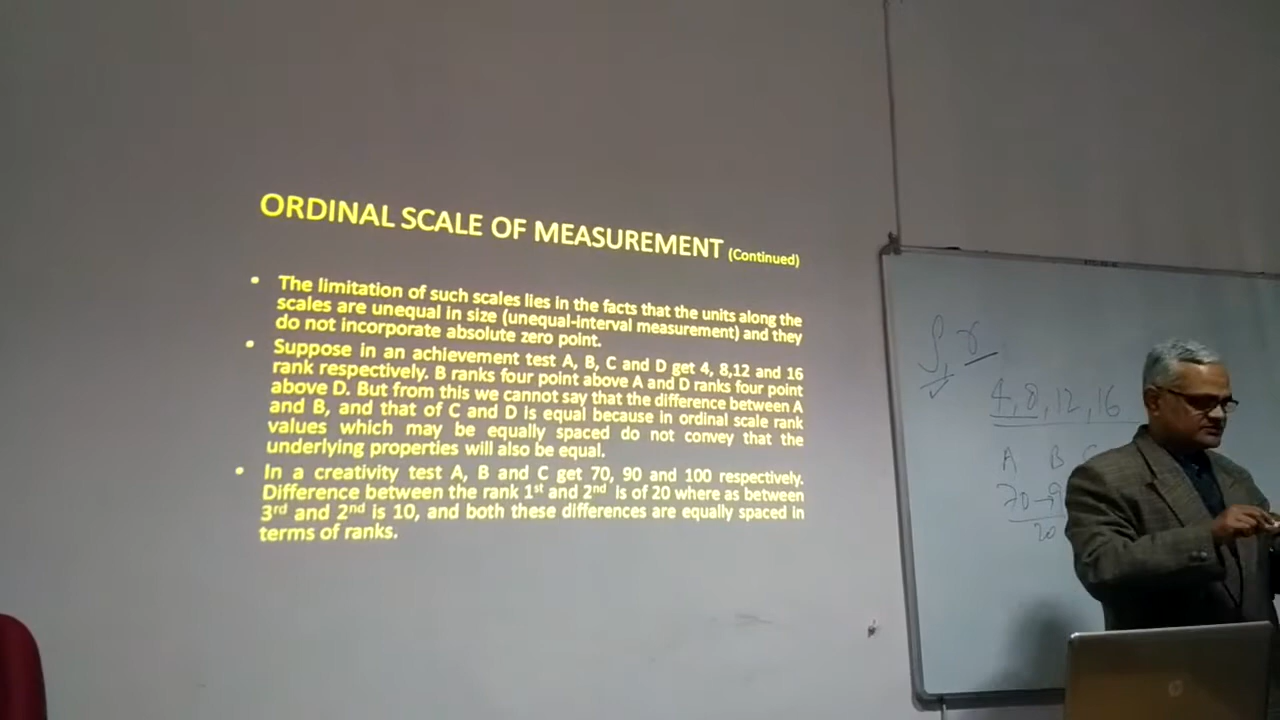 ORDINAL SCALE OF MEASUREMENT (Continued)
• The limitation of such scales lies in the facts that the units along the
scales are unequal in size (unequal-interval measurement) and they
do not incorporate absolute zero point.
• Suppose in an achievement test A, B, C and D get 4, 8,12 and 16
rank respectively. B ranks four point above A and D ranks four point
above D. But from this we cannot say that the difference between A
and B, and that of C and D is equal because in ordinal scale rank
values which may be equally spaced do not convey that the
underlying properties will also be equal.
• In a creativity test A, B and C get 70, 90 and 100 respectively.
Difference between the rank 1st and 2nd is of 20 where as between
3rd and 2nd is 10, and both these differences are equally spaced in
terms of ranks.
4, 8, 12, 16
A B C
70 - 9
20